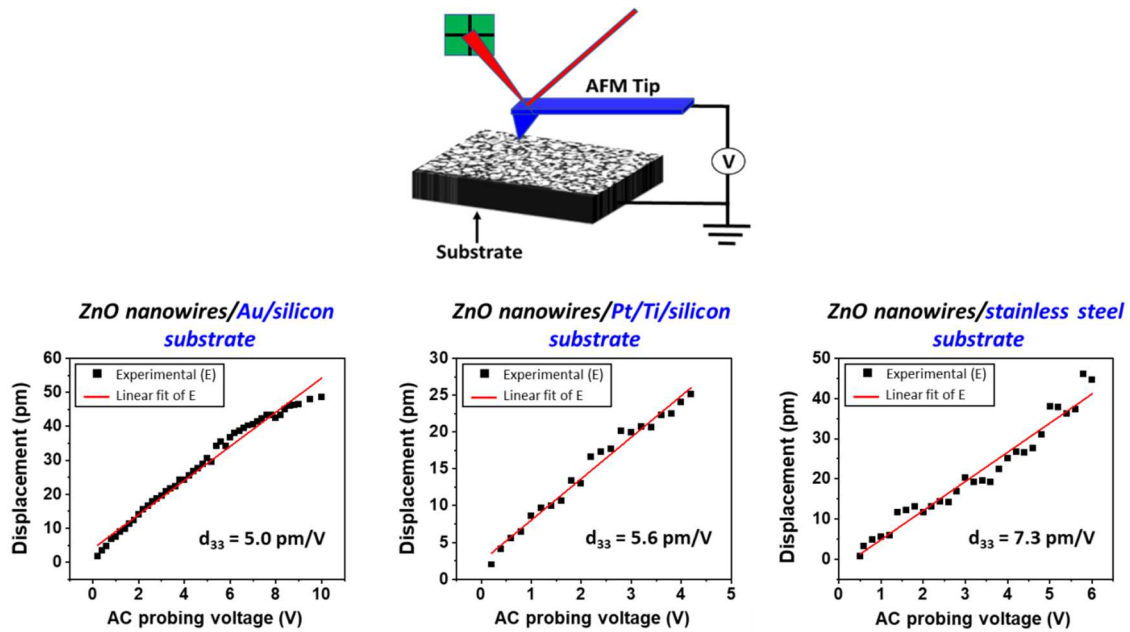 AFM Tip
V
Substrate
ZnO nanowires/Au/silicon
substrate
60
50
40
30
20
10
0
Displacement (pm)
Experimental (E)
Linear fit of E
d33 = 5.0 pm/V
0 2 4 6 8 10
AC probing voltage (V)
ZnO nanowires/Pt/Ti/silicon
substrate
30
25
20
15
10
5
0
Displacement (pm)
Experimental (E)
Linear fit of E
d33 = 5.6 pm/V
0 1 2 3 4 5
AC probing voltage (V)
ZnO nanowires/stainless steel
substrate
50
40
30
20
10
0
Displacement (pm)
Experimental (E)
Linear fit of E
d33 = 7.3 pm/V
0 1 2 3 4 5 6
AC probing voltage (V)